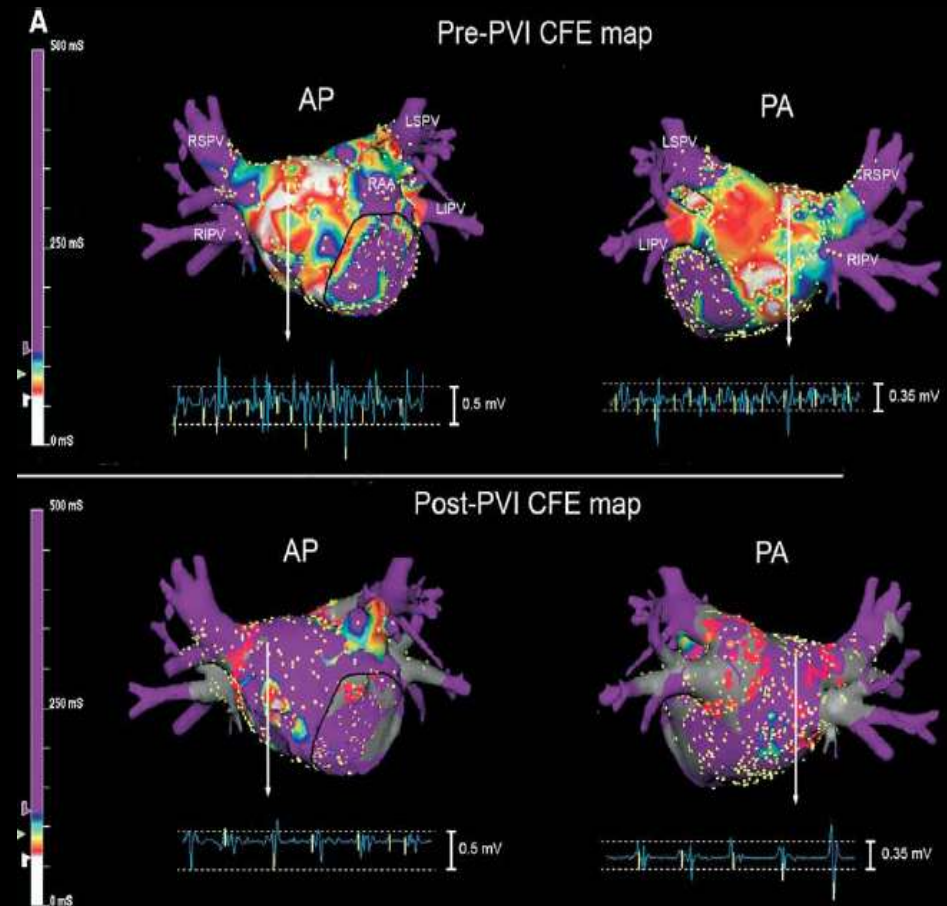 A
500 mS
250 mS
0 mS
Pre-PVI CFE map
AP
RSPV
LSPV
RAA
RIPV
LIPV
0.5 mV
PA
LSPV
RSPV
LIPV
RIPV
0.35 mV
500 mS
250 mS
0 mS
Post-PVI CFE map
AP
0.5 mV
PA
0.35 mV